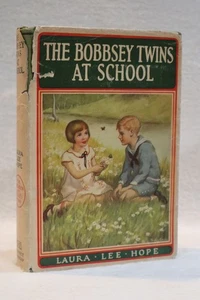 THE BOBBSEY TWINS
AT SCHOOL
LAURA · LEE · HOPE